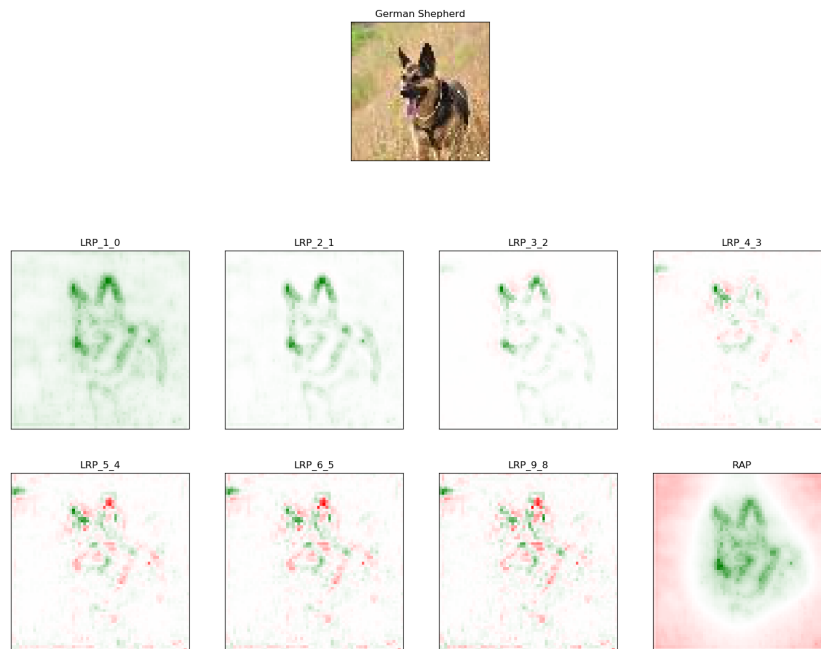 German Shepherd
LRP_1_0
LRP_2_1
LRP_3_2
LRP_4_3
LRP_5_4
LRP_6_5
LRP_9_8
RAP